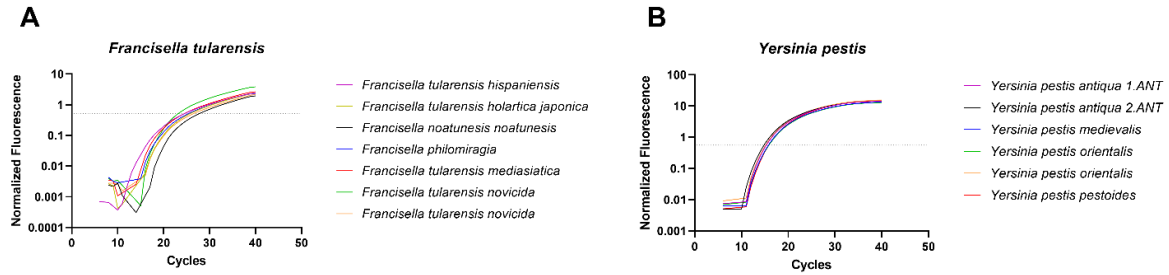 A
Francisella tularensis
Normalized Fluorescence
10
1
0.1
0.01
0.001
0.0001
0
10
20
30
40
50
Cycles
Francisella tularensis hispaniensis
Francisella tularensis holartica japonica
Francisella noatunesis noatunesis
Francisella philomiragia
Francisella tularensis mediasiatica
Francisella tularensis novicida
Francisella tularensis novicida
B
Yersinia pestis
Normalized Fluorescence
100
10
1
0.1
0.01
0.001
0
10
20
30
40
50
Cycles
Yersinia pestis antiqua 1.ANT
Yersinia pestis antiqua 2.ANT
Yersinia pestis medievalis
Yersinia pestis orientalis
Yersinia pestis orientalis
Yersinia pestis pestoides